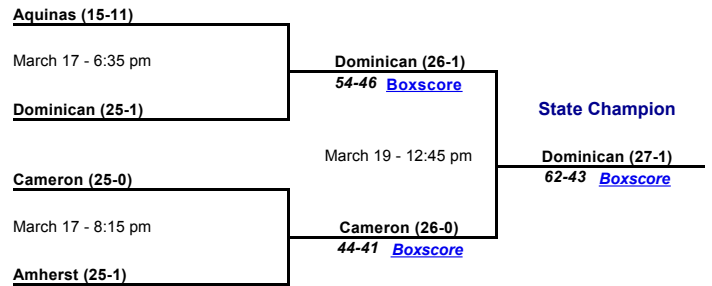 Aquinas (15-11)
March 17 - 6:35 pm
Dominican (25-1)
Dominican (26-1)
54-46 Boxscore
March 19 - 12:45 pm
State Champion
Dominican (27-1)
62-43 Boxscore
Cameron (25-0)
March 17 - 8:15 pm
Amherst (25-1)
Cameron (26-0)
44-41 Boxscore